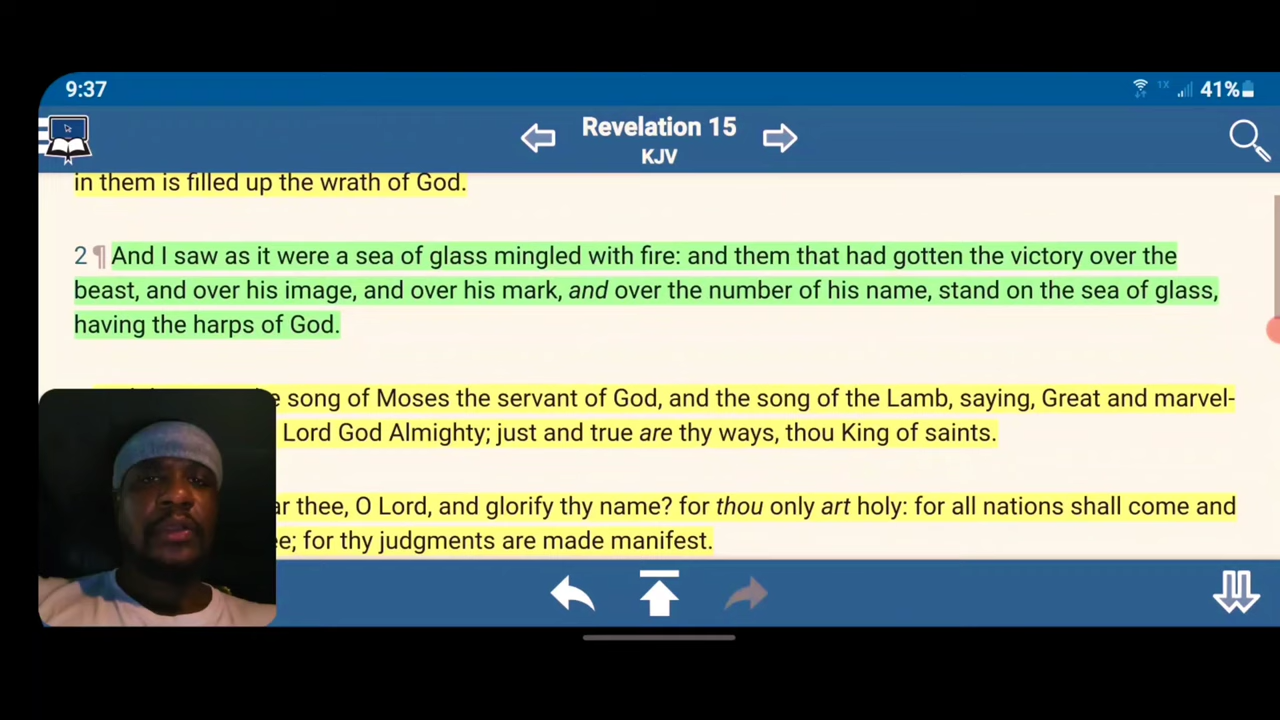 9:37
1X
41%
Revelation 15
KJV
in them is filled up the wrath of God.
2 ¶ And I saw as it were a sea of glass mingled with fire: and them that had gotten the victory over the
beast, and over his image, and over his mark, and over the number of his name, stand on the sea of glass,
having the harps of God.
song of Moses the servant of God, and the song of the Lamb, saying, Great and marvel-
Lord God Almighty; just and true are thy ways, thou King of saints.
thee, O Lord, and glorify thy name? for thou only art holy: for all nations shall come and
for thy judgments are made manifest.